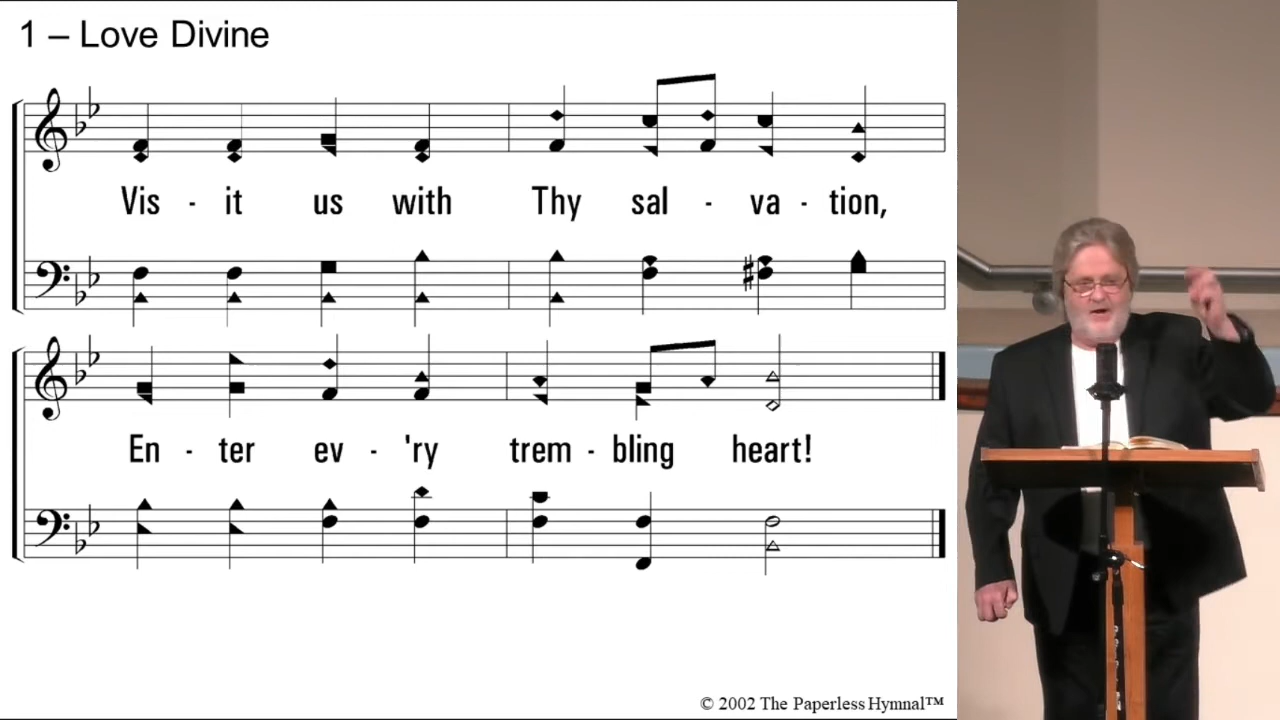 1 – Love Divine
Vis - it us with Thy sal - va - tion,
En - ter ev - 'ry trem - bling heart!
© 2002 The Paperless Hymnal™